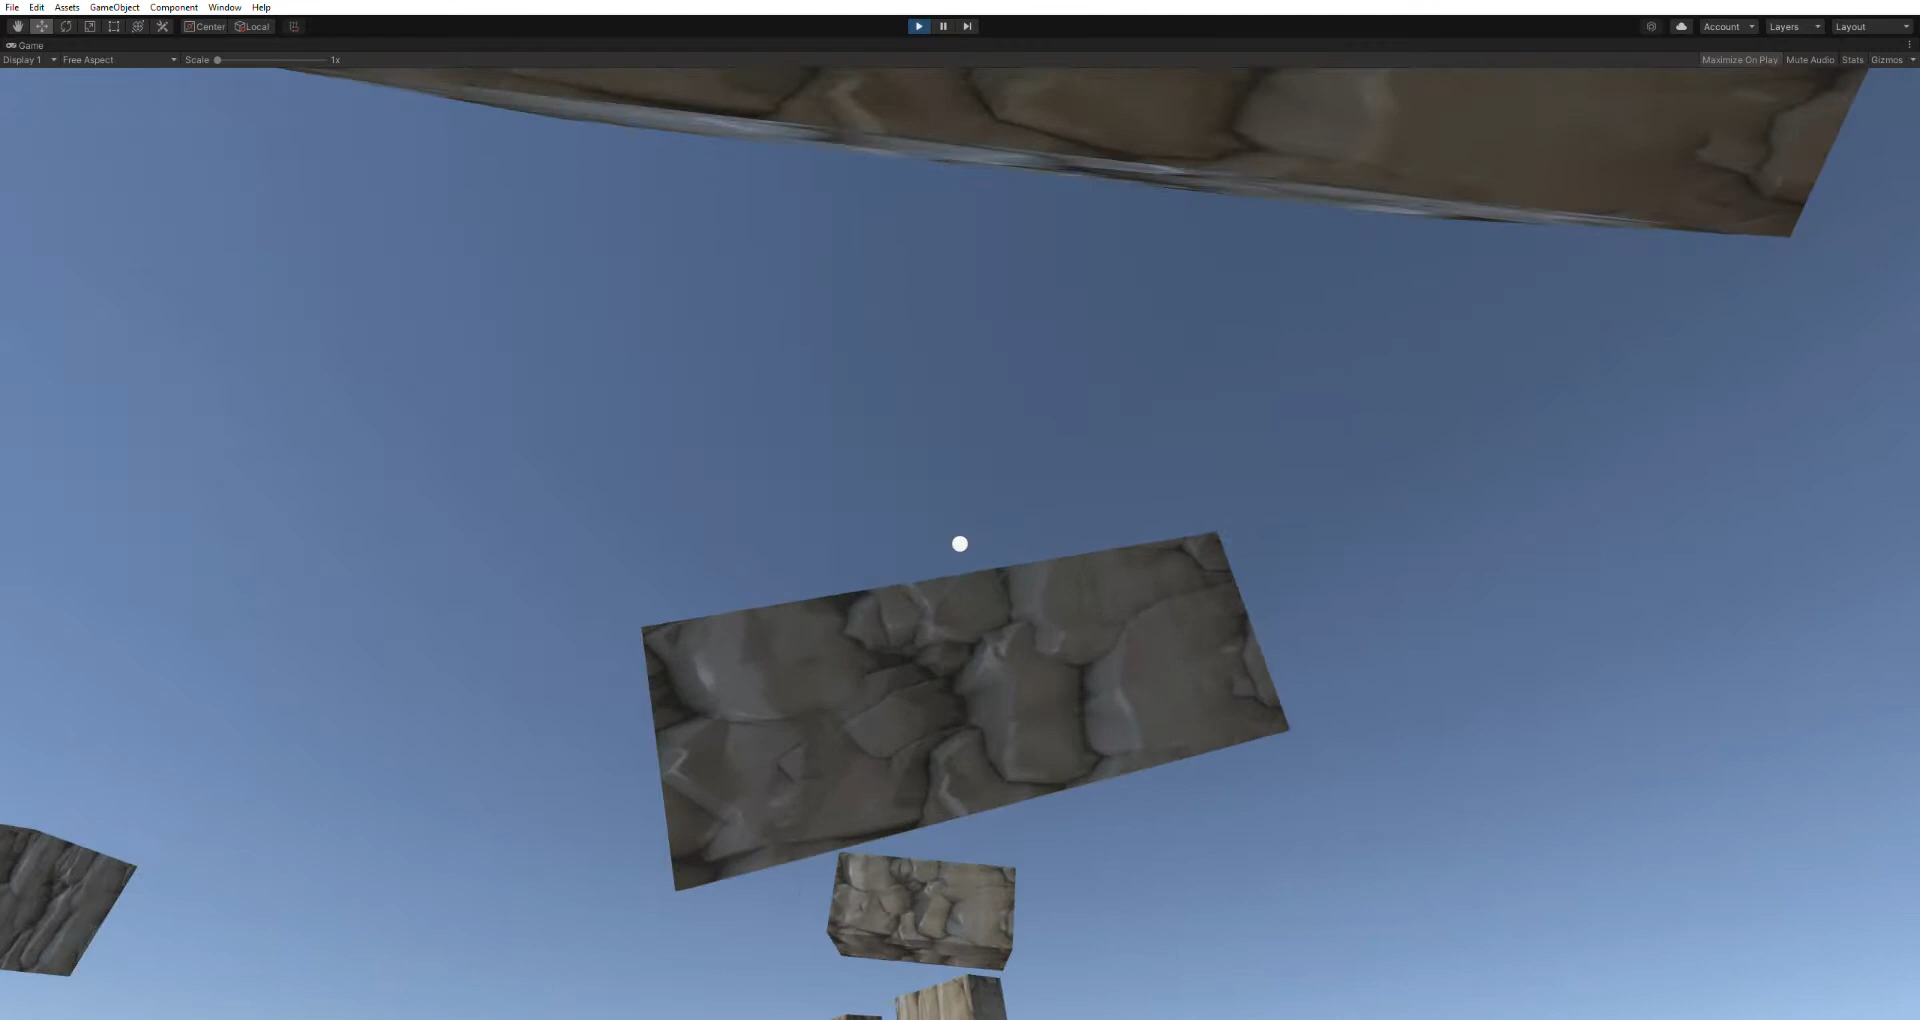 File Edit Assets GameObject Component Window Help
Center Local Account Layers Layout
Game
Display 1 Free Aspect Scale 1x Maximize On Play Mute Audio Stats Gizmos